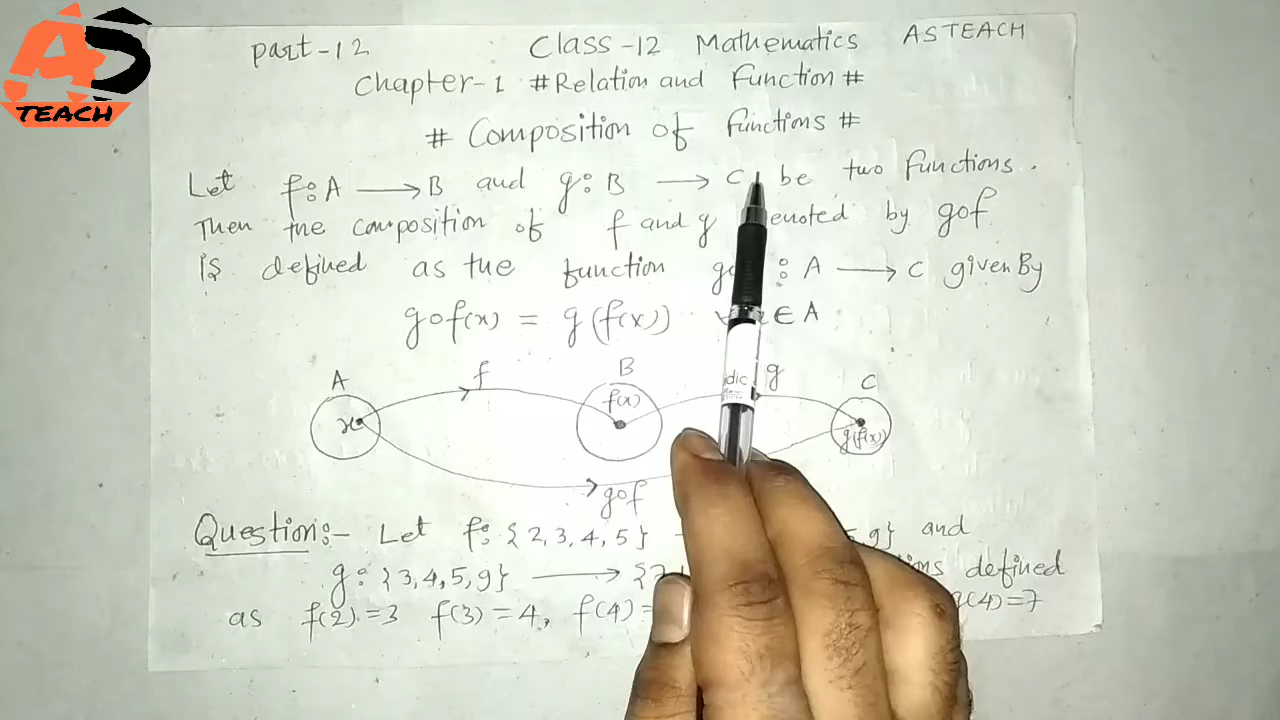 AS
TEACH
part-12 Class-12 Mathematics ASTEACH
Chapter-1 #Relation and Function#
# Composition of Functions #
Let f:A → B and g:B → C be two functions.
Then the composition of f and g enoted by gof
is defined as the function g : A → C given By
gof(x) = g(f(x)) ∈ A
A f B g C
x f(x) g(f(x))
gof
dic
Question:- Let f: {2,3,4,5} and
g: {3,4,5,9} → {7 defined
as f(2)=3 f(3)=4, f(4)= g(4)=7